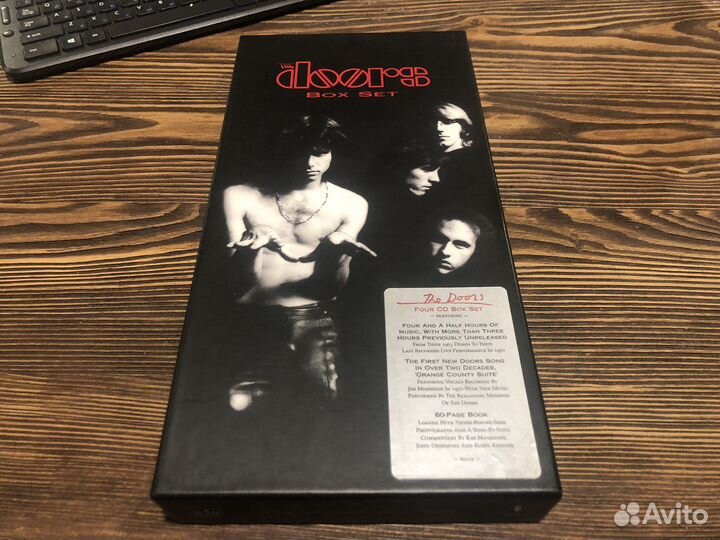 THE
doors
BOX SET
The Doors
FOUR CD BOX SET
— FEATURING —
FOUR AND A HALF HOURS OF
MUSIC, WITH MORE THAN THREE
HOURS PREVIOUSLY UNRELEASED
FROM THEIR 1965 DEMOS TO THEIR
LAST RECORDED LIVE PERFORMANCE IN 1970
THE FIRST NEW DOORS SONG
IN OVER TWO DECADES,
'ORANGE COUNTY SUITE'
FEATURING VOCALS RECORDED BY
JIM MORRISON IN 1970 WITH NEW MUSIC
PERFORMED BY THE REMAINING MEMBERS
OF THE DOORS
60-PAGE BOOK
LOADED WITH NEVER-BEFORE-SEEN
PHOTOGRAPHS AND A SONG-BY-SONG
COMMENTARY BY RAY MANZAREK,
JOHN DENSMORE AND ROBBY KRIEGER
Avito